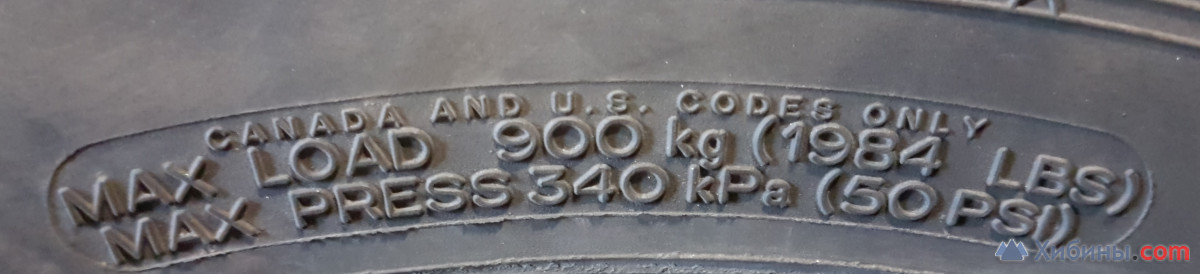 CANADA AND U.S. CODES ONLY
MAX LOAD 900 kg (1984 LBS)
MAX PRESS 340 kPa (50 PSI)
Хибины.com